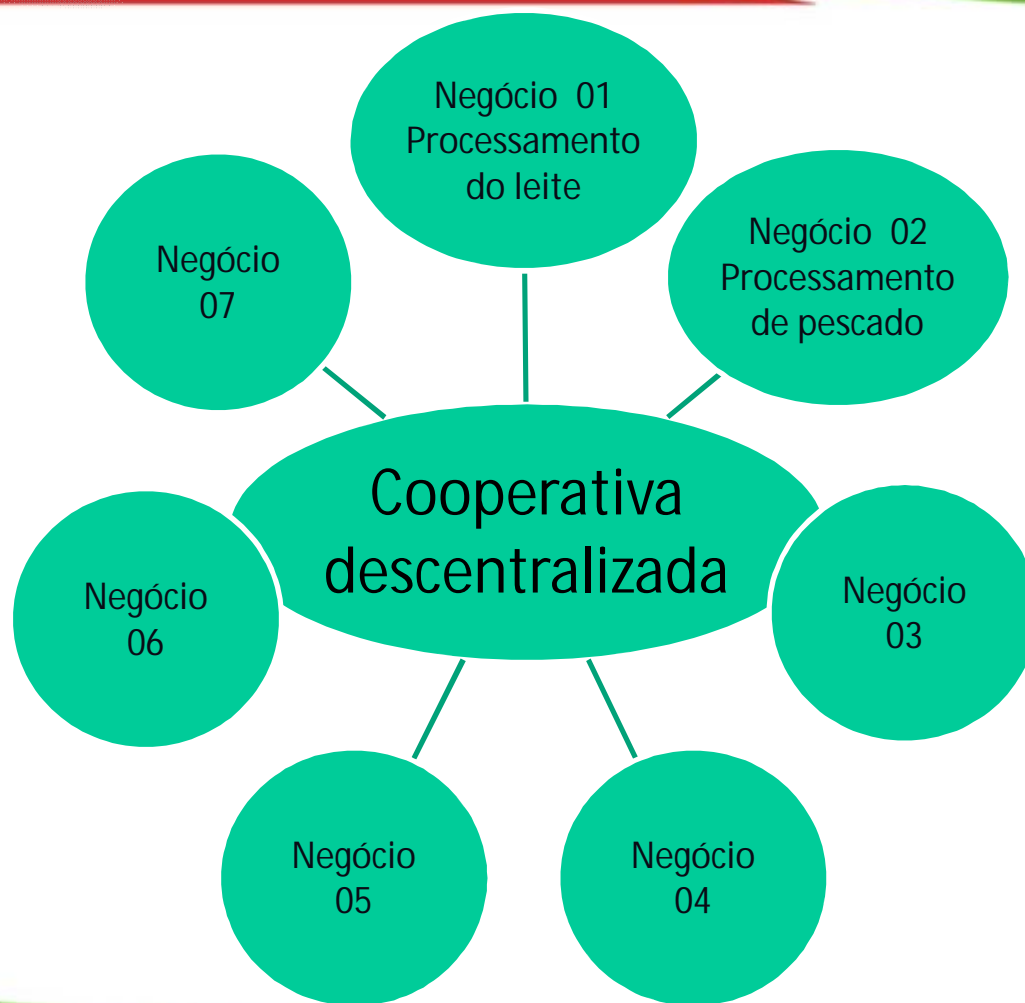 Negócio 01
Processamento
do leite
Negócio 02
Processamento
de pescado
Negócio
07
Cooperativa
descentralizada
Negócio
03
Negócio
06
Negócio
05
Negócio
04